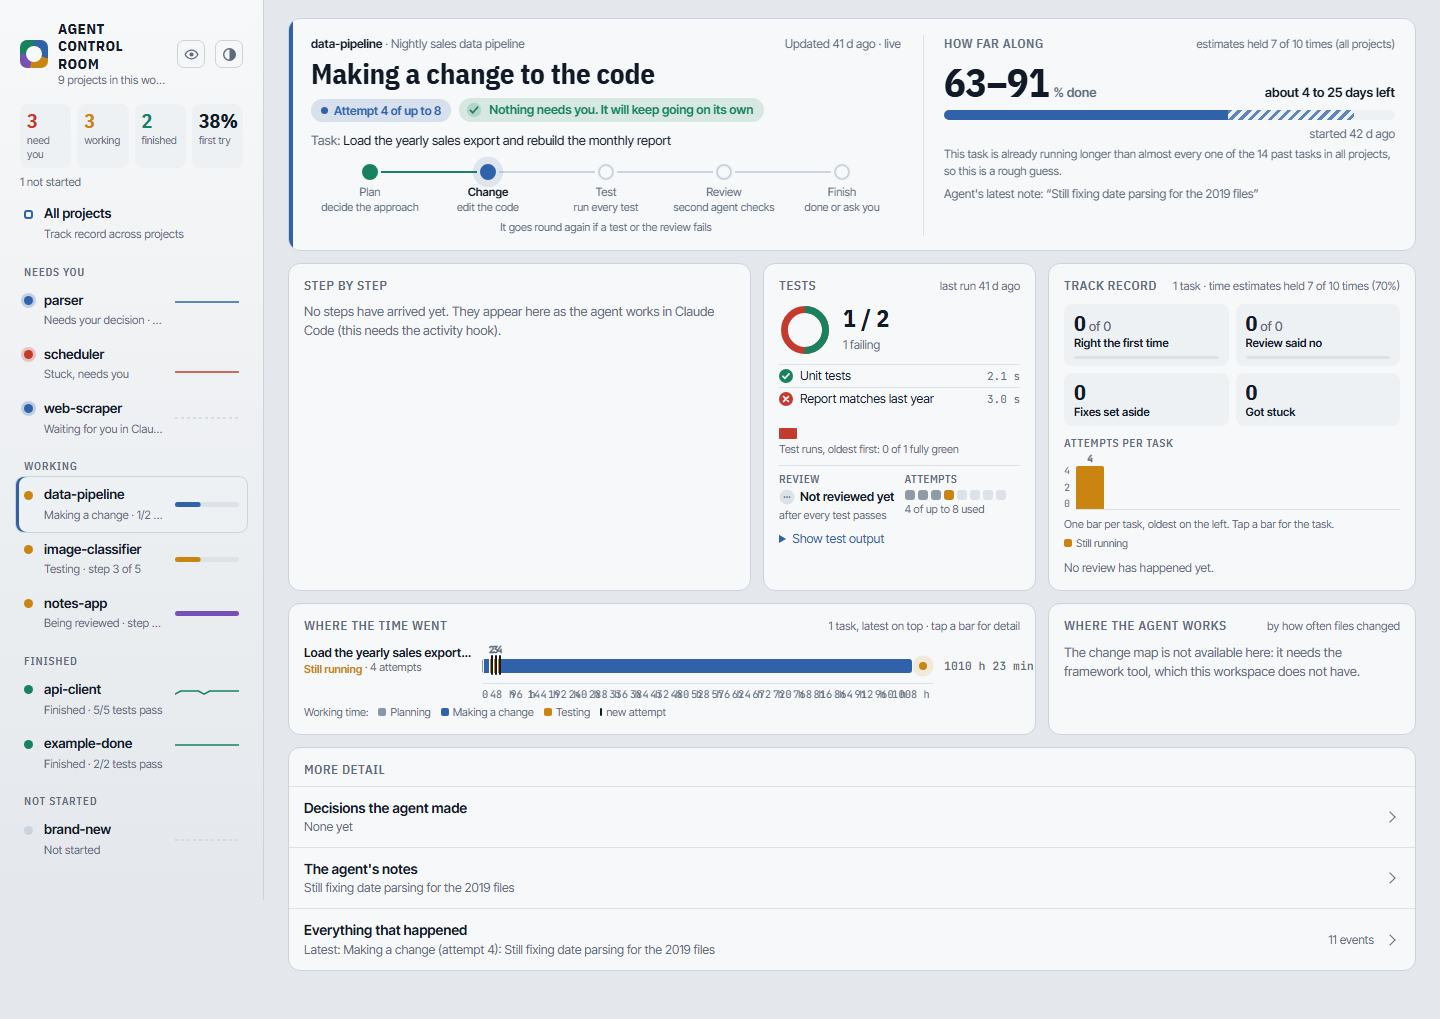 AGENT
CONTROL
ROOM
9 projects in this wo...
3 need you
3 working
2 finished
38% first try
1 not started
All projects
Track record across projects
NEEDS YOU
parser
Needs your decision · ...
scheduler
Stuck, needs you
web-scraper
Waiting for you in Clau...
WORKING
data-pipeline
Making a change · 1/2 ...
image-classifier
Testing · step 3 of 5
notes-app
Being reviewed · step ...
FINISHED
api-client
Finished · 5/5 tests pass
example-done
Finished · 2/2 tests pass
NOT STARTED
brand-new
Not started
data-pipeline · Nightly sales data pipeline
Updated 41 d ago · live
Making a change to the code
Attempt 4 of up to 8
Nothing needs you. It will keep going on its own
Task: Load the yearly sales export and rebuild the monthly report
Plan
decide the approach
Change
edit the code
Test
run every test
Review
second agent checks
Finish
done or ask you
It goes round again if a test or the review fails
HOW FAR ALONG
estimates held 7 of 10 times (all projects)
63–91 % done
about 4 to 25 days left
started 42 d ago
This task is already running longer than almost every one of the 14 past tasks in all projects,
so this is a rough guess.
Agent's latest note: “Still fixing date parsing for the 2019 files”
STEP BY STEP
No steps have arrived yet. They appear here as the agent works in Claude
Code (this needs the activity hook).
TESTS
last run 41 d ago
1 / 2
1 failing
Unit tests 2.1 s
Report matches last year 3.0 s
Test runs, oldest first: 0 of 1 fully green
REVIEW
Not reviewed yet
after every test passes
ATTEMPTS
4 of up to 8 used
Show test output
TRACK RECORD
1 task · time estimates held 7 of 10 times (70%)
0 of 0
Right the first time
0 of 0
Review said no
0
Fixes set aside
0
Got stuck
ATTEMPTS PER TASK
4
4
2
0
One bar per task, oldest on the left. Tap a bar for the task.
Still running
No review has happened yet.
WHERE THE TIME WENT
1 task, latest on top · tap a bar for detail
Load the yearly sales export...
Still running · 4 attempts
1010 h 23 min
Working time: Planning Making a change Testing new attempt
WHERE THE AGENT WORKS
by how often files changed
The change map is not available here: it needs the
framework tool, which this workspace does not have.
MORE DETAIL
Decisions the agent made
None yet
The agent's notes
Still fixing date parsing for the 2019 files
Everything that happened
Latest: Making a change (attempt 4): Still fixing date parsing for the 2019 files
11 events